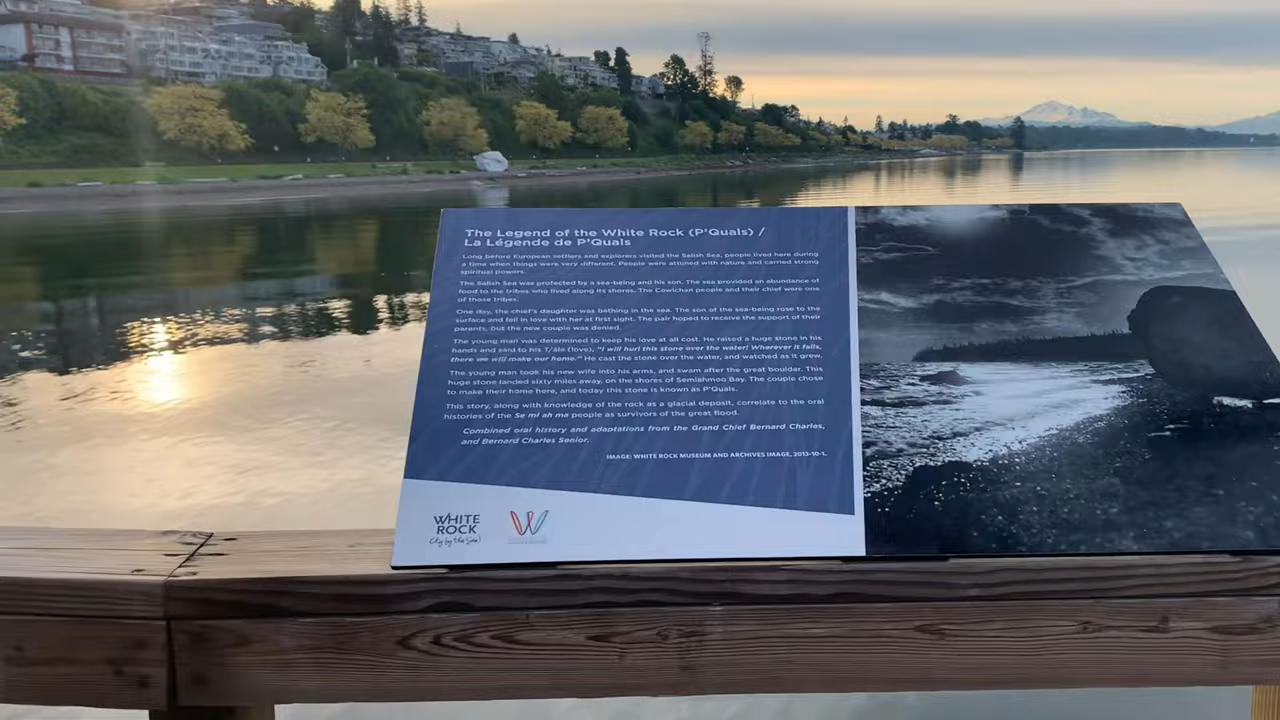 The Legend of the White Rock (P'Quals) /
La Légende de P'Quals
Long before European settlers and explorers visited the Salish Sea, people lived here during
a time when things were very different. People were attuned with nature and carried strong
spiritual powers.
The Salish Sea was protected by a sea-being and his son. The sea provided an abundance of
food to the tribes who lived along its shores. The Cowichan people and their chief were one
of those tribes.
One day, the chief's daughter was bathing in the sea. The son of the sea-being rose to the
surface and fell in love with her at first sight. The pair hoped to receive the support of their
parents, but the new couple was denied.
The young man was determined to keep his love at all cost. He raised a huge stone in his
hands and said to his (love), "I will hurl this stone over the water! Wherever it falls,
there we will make our home." He cast the stone over the water, and watched as it grew.
The young man took his new wife into his arms, and swam after the great boulder. This
huge stone landed sixty miles away, on the shores of Semiahmoo Bay. The couple chose
to make their home here, and today this stone is known as P'Quals.
This story, along with knowledge of the rock as a glacial deposit, correlate to the oral
histories of the Se mi ah ma people as survivors of the great flood.
Combined oral history and adaptations from the Grand Chief Bernard Charles,
and Bernard Charles Senior.
IMAGE: WHITE ROCK MUSEUM AND ARCHIVES IMAGE, 2013-10-1.
WHITE
ROCK
City by the Sea!